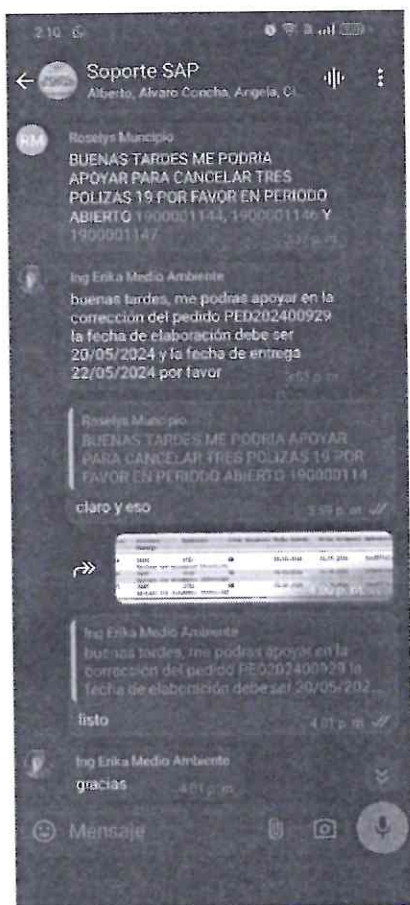 2:10
Soporte SAP
Alberto, Alvaro Concha, Angela, Cl...
RM
Roselys Municipio
BUENAS TARDES ME PODRIA
APOYAR PARA CANCELAR TRES
POLIZAS 19 POR FAVOR EN PERIODO
ABIERTO 1900001144, 1900001146 Y
1900001147
Ing Erika Medio Ambiente
buenas tardes, me podras apoyar en la
corrección del pedido PED202400929
la fecha de elaboración debe ser
20/05/2024 y la fecha de entrega
22/05/2024 por favor
Roselys Municipio
BUENAS TARDES ME PODRIA APOYAR
PARA CANCELAR TRES POLIZAS 19 POR
FAVOR EN PERIODO ABIERTO 190000114
claro y eso
3:59 p. m.
Ing Erika Medio Ambiente
buenas tardes, me podras apoyar en la
corrección del pedido PED202400929 la
fecha de elaboración debe ser 20/05/202...
listo
4:01 p. m.
Ing Erika Medio Ambiente
gracias
4:01 p. m.
Mensaje